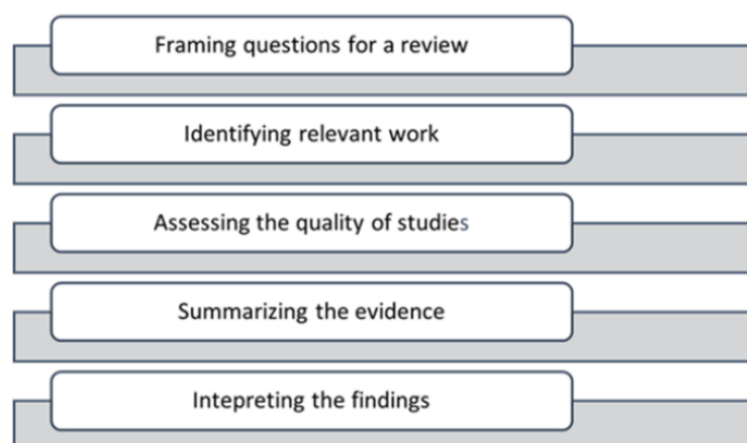 Framing questions for a review
Identifying relevant work
Assessing the quality of studies
Summarizing the evidence
Intepreting the findings